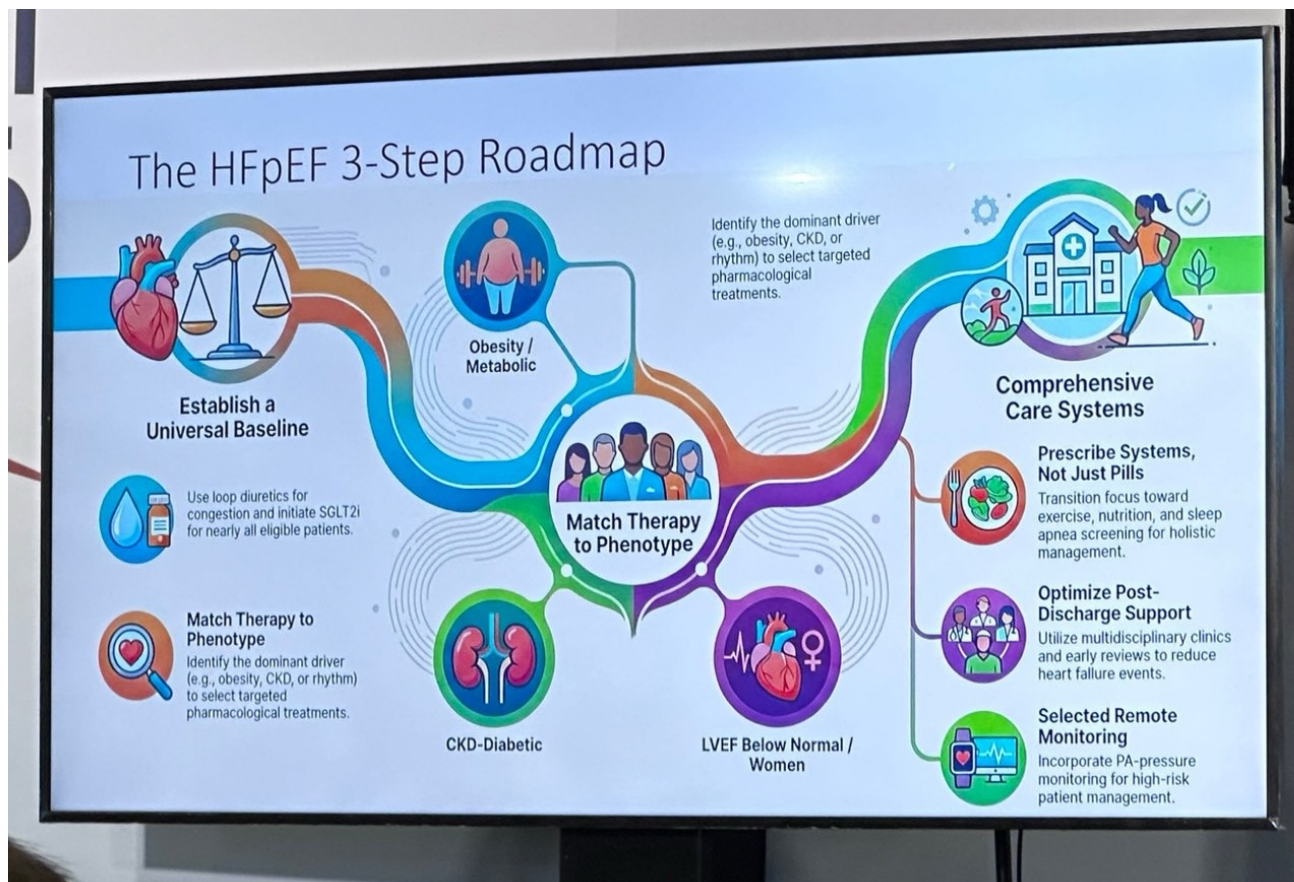 The HFpEF 3-Step Roadmap
Establish a
Universal Baseline
Use loop diuretics for
congestion and initiate SGLT2i
for nearly all eligible patients.
Match Therapy to
Phenotype
Identify the dominant driver
(e.g., obesity, CKD, or rhythm)
to select targeted
pharmacological treatments.
Obesity /
Metabolic
Identify the dominant driver
(e.g., obesity, CKD, or
rhythm) to select targeted
pharmacological
treatments.
Match Therapy
to Phenotype
CKD-Diabetic
LVEF Below Normal /
Women
Comprehensive
Care Systems
Prescribe Systems,
Not Just Pills
Transition focus toward
exercise, nutrition, and sleep
apnea screening for holistic
management.
Optimize Post-
Discharge Support
Utilize multidisciplinary clinics
and early reviews to reduce
heart fallure events.
Selected Remote
Monitoring
Incorporate PA-pressure
monitoring for high-risk
patient management.